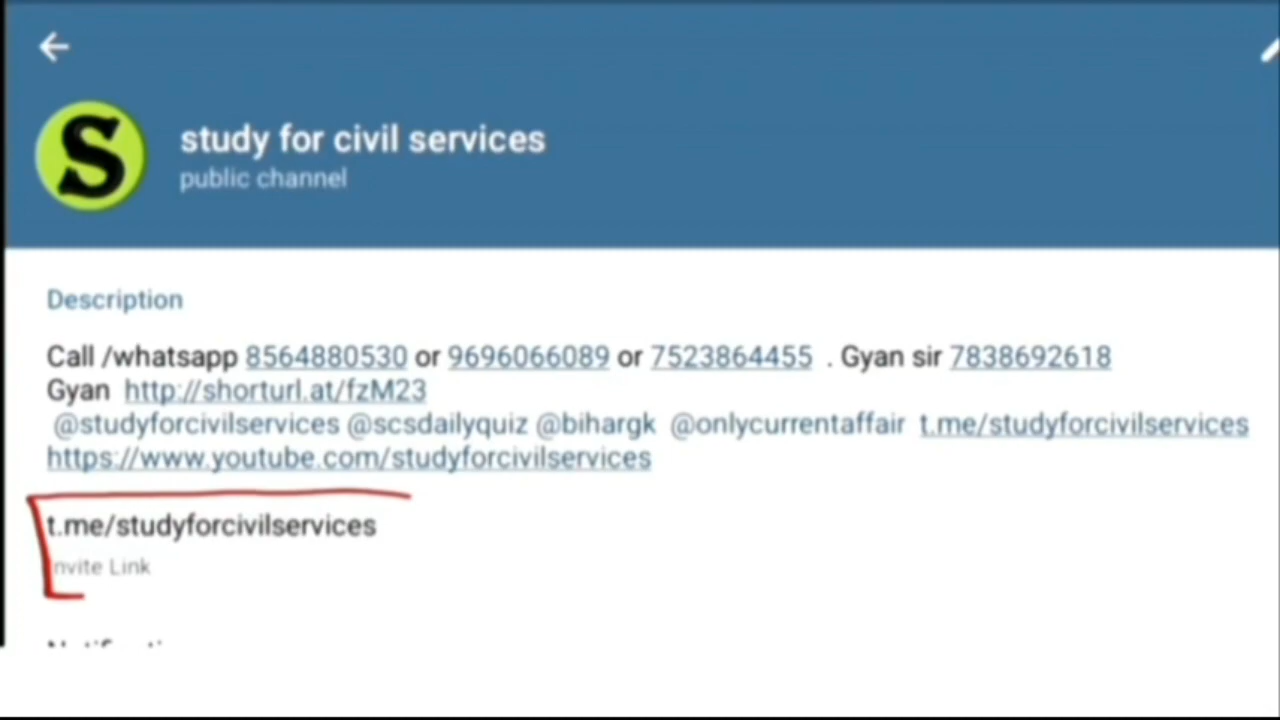 S
study for civil services
public channel
Description
Call /whatsapp 8564880530 or 9696066089 or 7523864455 . Gyan sir 7838692618
Gyan http://shorturl.at/fzM23
@studyforcivilservices @scsdailyquiz @bihargk @onlycurrentaffair t.me/studyforcivilservices
https://www.youtube.com/studyforcivilservices
t.me/studyforcivilservices
nvite Link